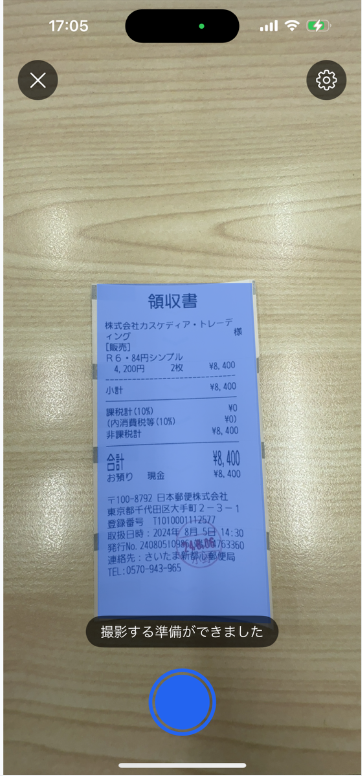 17:05
領収書
株式会社カスケディア・トレーデ
ィング 様
[販売]
R6・84円シンプル
4,200円 2枚 ¥8,400
小計 ¥8,400
課税計(10%) ¥0
(内消費税等(10%) ¥0)
非課税計 ¥8,400
合計 ¥8,400
お預り 現金 ¥8,400
〒100-8792 日本郵便株式会社
東京都千代田区大手町2-3-1
登録番号 T1010001112577
取扱日時:2024年 8月 5日 14:30
発行No.
連絡先:さいたま新都心郵便局
TEL:0570-943-965
撮影する準備ができました